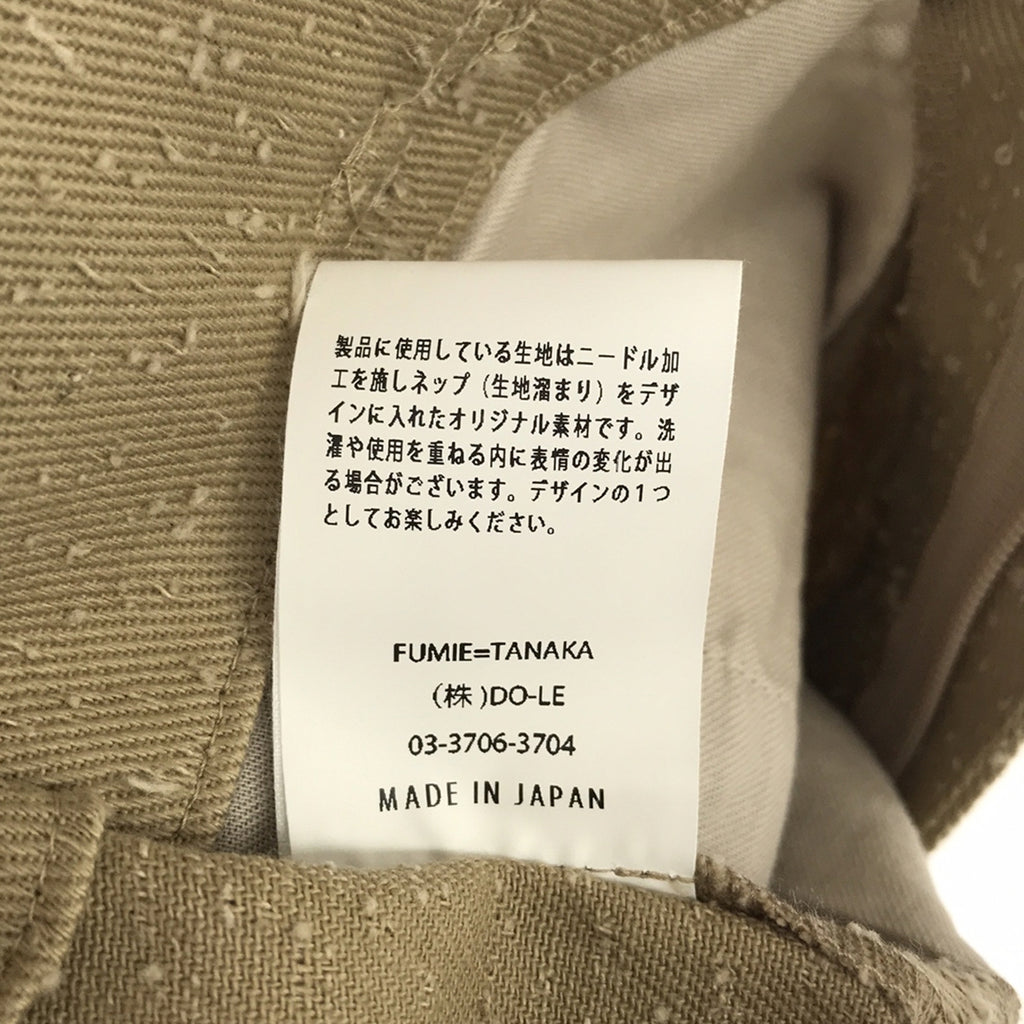 製品に使用している生地はニードル加
工を施しネップ（生地溜まり）をデザ
インに入れたオリジナル素材です。洗
濯や使用を重ねる内に表情の変化が出
る場合がございます。デザインの１つ
としてお楽しみください。
FUMIE=TANAKA
(株)DO-LE
03-3706-3704
MADE IN JAPAN